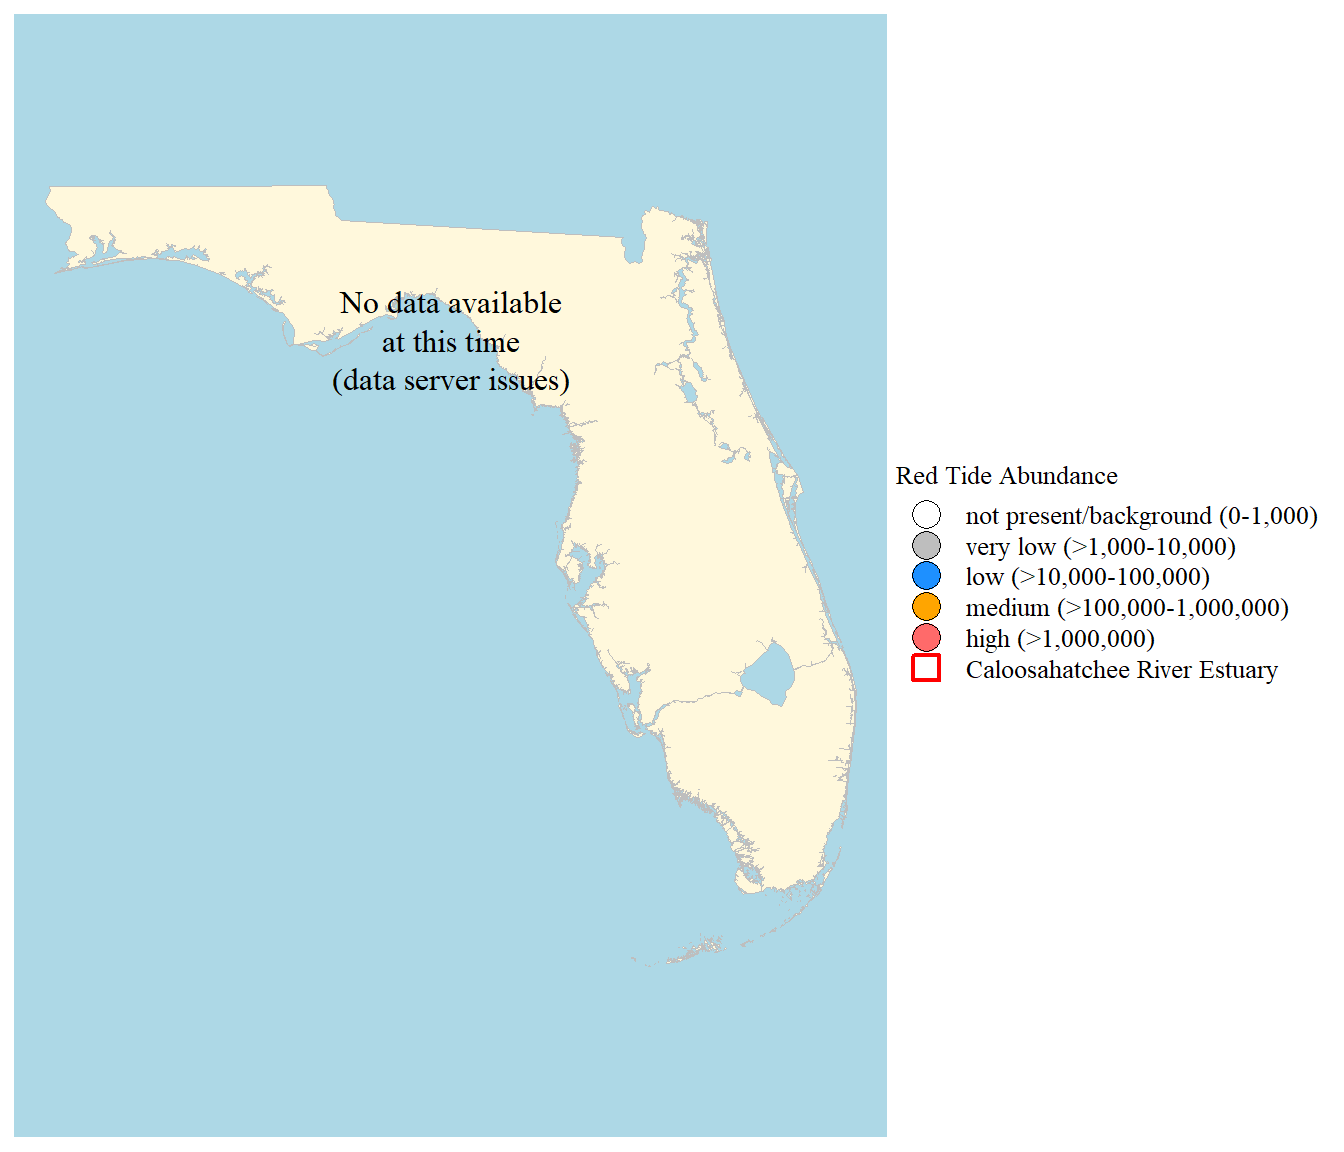 No data available
at this time
(data server issues)
Red Tide Abundance
not present/background (0-1,000)
very low (>1,000-10,000)
low (>10,000-100,000)
medium (>100,000-1,000,000)
high (>1,000,000)
Caloosahatchee River Estuary